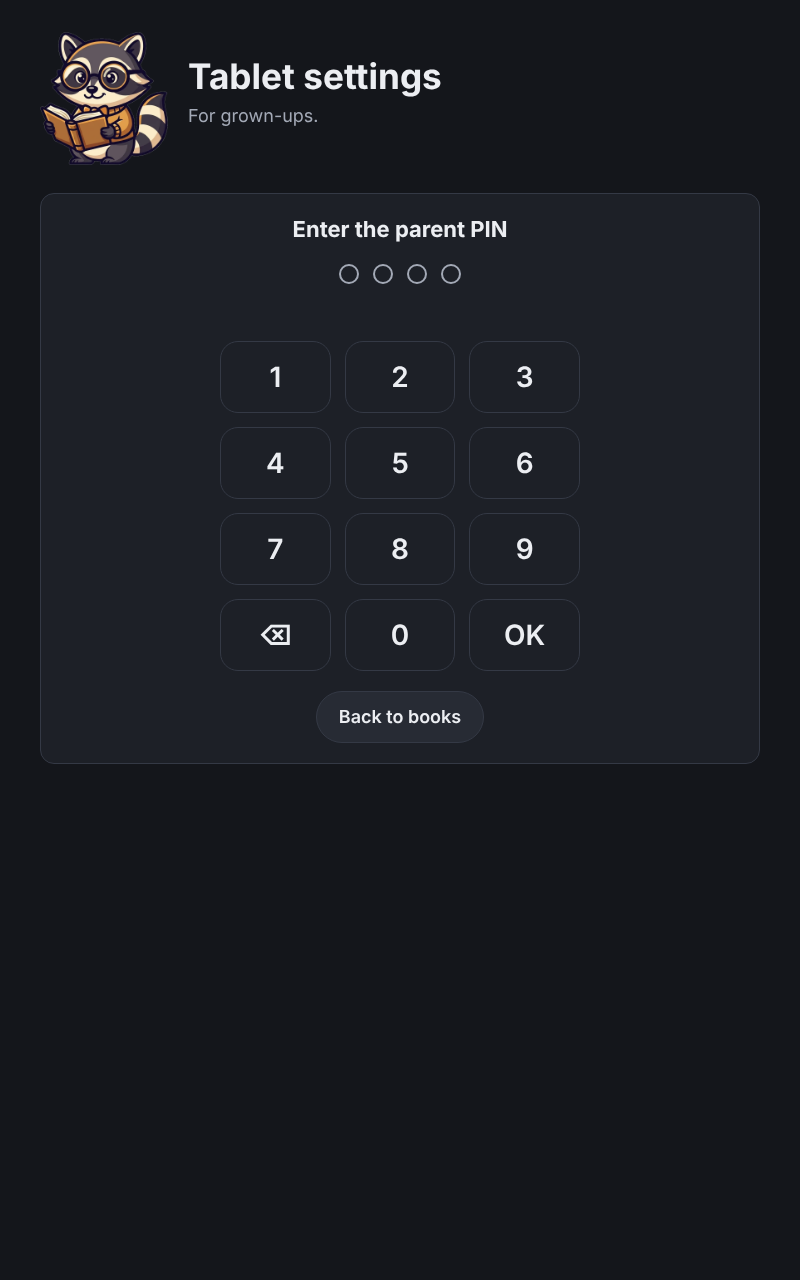 Tablet settings
For grown-ups.
Enter the parent PIN
1 2 3
4 5 6
7 8 9
0 OK
Back to books